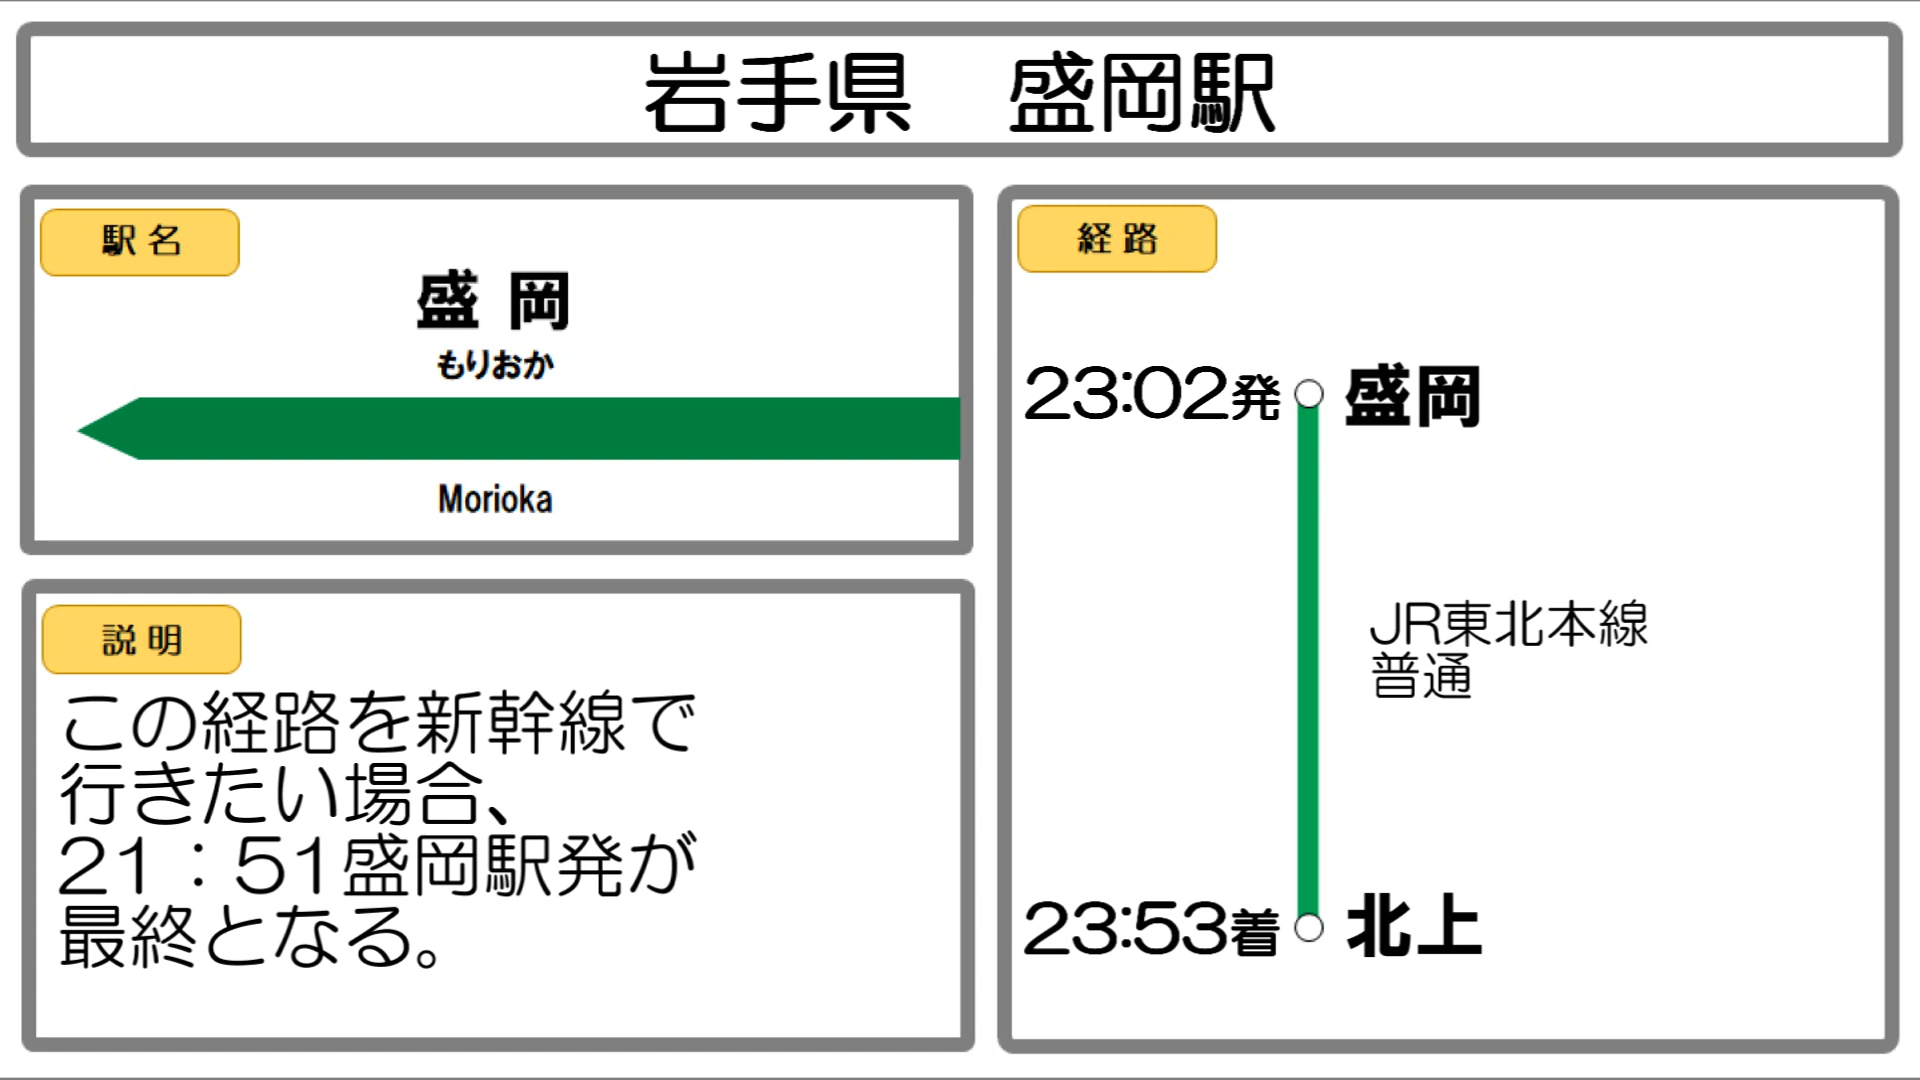 岩手県　盛岡駅
駅名
盛岡
もりおか
Morioka
説明
この経路を新幹線で
行きたい場合、
21：51盛岡駅発が
最終となる。
経路
23:02発 盛岡
JR東北本線
普通
23:53着 北上